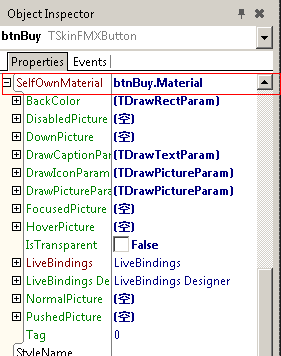 Object Inspector
btnBuy TSkinFMXButton
Properties Events
SelfOwnMaterial btnBuy.Material
BackColor (TDrawRectParam)
DisabledPicture (空)
DownPicture (空)
DrawCaptionParam (TDrawTextParam)
DrawIconParam (TDrawPictureParam)
DrawPictureParam (TDrawPictureParam)
FocusedPicture (空)
HoverPicture (空)
IsTransparent False
LiveBindings LiveBindings
LiveBindings De LiveBindings Designer
NormalPicture (空)
PushedPicture (空)
Tag 0
StyleName